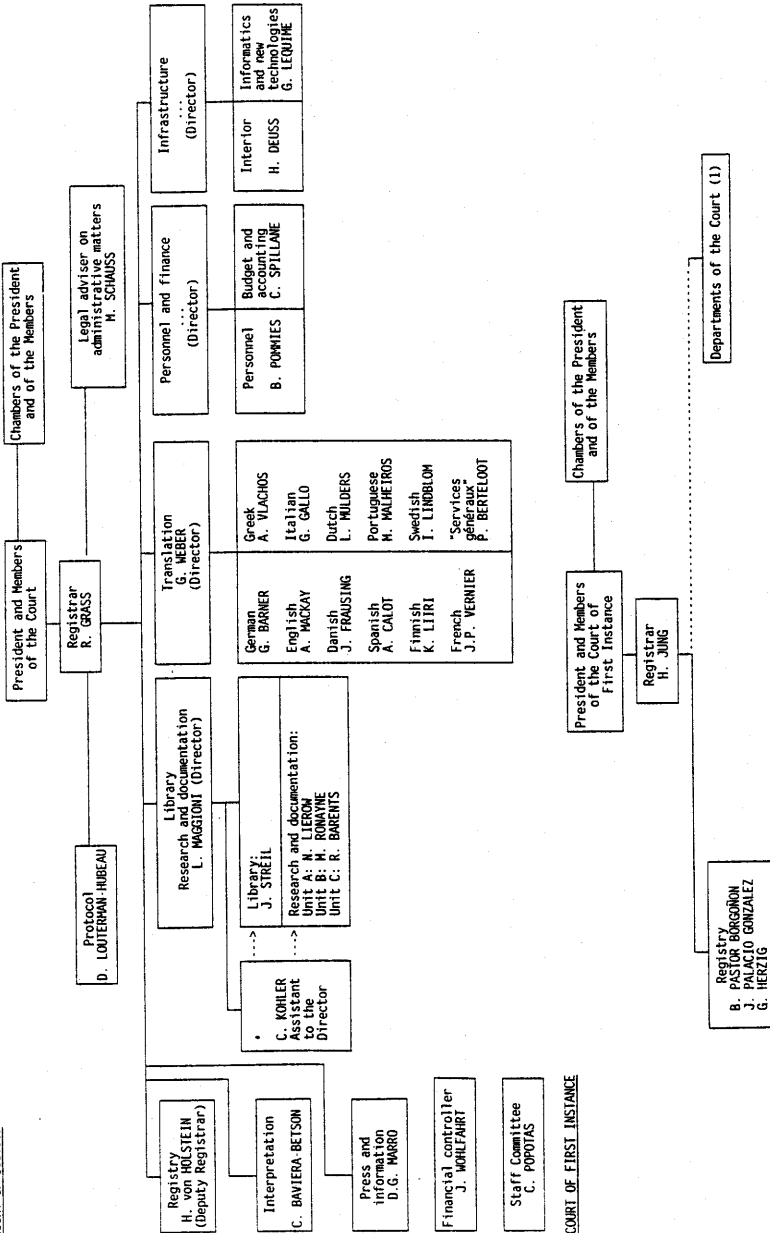 President and Members
of the Court
Chambers of the President
and of the Members
Registrar
R. GRASS
Protocol
D. LOUTERMAN-HUBEAU
Legal adviser on
administrative matters
M. SCHAUSS
Registry
H. von HOLSTEIN
(Deputy Registrar)
Interpretation
C. BAVIERA-BETSON
Press and
information
D.G. MARRO
Financial controller
J. WOHLFAHRT
Staff Committee
C. POPOTAS
Library
Research and documentation
L. MAGGIONI (Director)
C. KOHLER
Assistant
to the
Director
---> Library:
J. STREIL
---> Research and documentation:
Unit A: N. LIEROW
Unit B: M. RONAYNE
Unit C: R. BARENTS
Translation
G. WEBER
(Director)
German
G. BARNER
English
A. MACKAY
Danish
J. FRAUSING
Spanish
A. CALOT
Finnish
K. LIIRI
French
J.P. VERNIER
Greek
A. VLACHOS
Italian
G. GALLO
Dutch
L. MULDERS
Portuguese
M. MALHEIROS
Swedish
I. LINDBLOM
"Services
généraux"
P. BERTELOOT
Personnel and finance
...
(Director)
Personnel
B. POMMIES
Budget and
accounting
C. SPILLANE
Infrastructure
...
(Director)
Interior
H. DEUSS
Informatics
and new
technologies
G. LEQUIME
COURT OF FIRST INSTANCE
President and Members
of the Court of
First Instance
Chambers of the President
and of the Members
Registrar
H. JUNG
Registry
B. PASTOR BORGOÑON
J. PALACIO GONZALEZ
G. HERZIG
Departments of the Court (1)